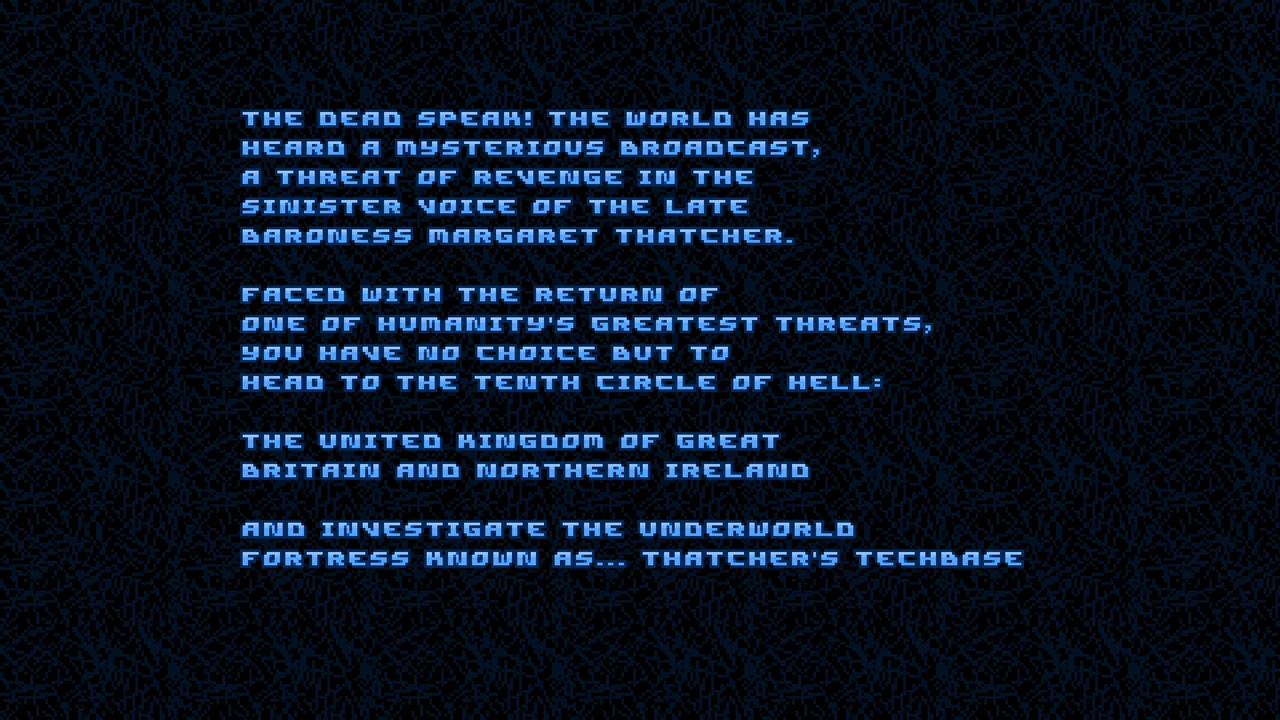 THE DEAD SPEAK! THE WORLD HAS
HEARD A MYSTERIOUS BROADCAST,
A THREAT OF REVENGE IN THE
SINISTER VOICE OF THE LATE
BARONESS MARGARET THATCHER.
FACED WITH THE RETURN OF
ONE OF HUMANITY'S GREATEST THREATS,
YOU HAVE NO CHOICE BUT TO
HEAD TO THE TENTH CIRCLE OF HELL:
THE UNITED KINGDOM OF GREAT
BRITAIN AND NORTHERN IRELAND
AND INVESTIGATE THE UNDERWORLD
FORTRESS KNOWN AS... THATCHER'S TECHBASE